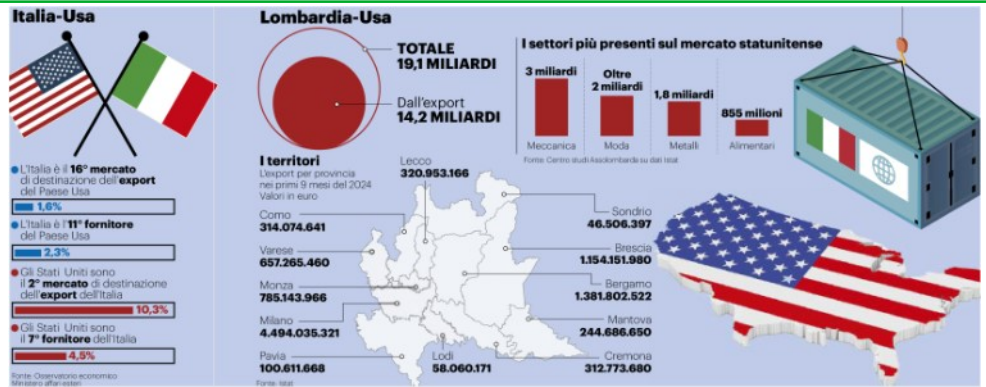 Italia-Usa
L'Italia è il 16° mercato
di destinazione dell'export
del Paese Usa
1,6%
L'Italia è l'11° fornitore
del Paese Usa
2,3%
Gli Stati Uniti sono
il 2° mercato di destinazione
dell'export dell'Italia
10,3%
Gli Stati Uniti sono
il 7° fornitore dell'Italia
4,5%
Fonte: Osservatorio economico
Ministero affari esteri
Lombardia-Usa
TOTALE
19,1 MILIARDI
Dall'export
14,2 MILIARDI
I settori più presenti sul mercato statunitense
3 miliardi
Meccanica
Oltre
2 miliardi
Moda
1,8 miliardi
Metalli
855 milioni
Alimentari
Fonte: Centro studi Assolombarda su dati Istat
I territori
L'export per provincia
nei primi 9 mesi del 2024
Valori in euro
Lecco
320.953.166
Como
314.074.641
Varese
657.265.460
Monza
785.143.966
Milano
4.494.035.321
Pavia
100.611.668
Lodi
58.060.171
Sondrio
46.506.397
Brescia
1.154.151.980
Bergamo
1.381.802.522
Mantova
244.686.650
Cremona
312.773.680
Fonte: Istat